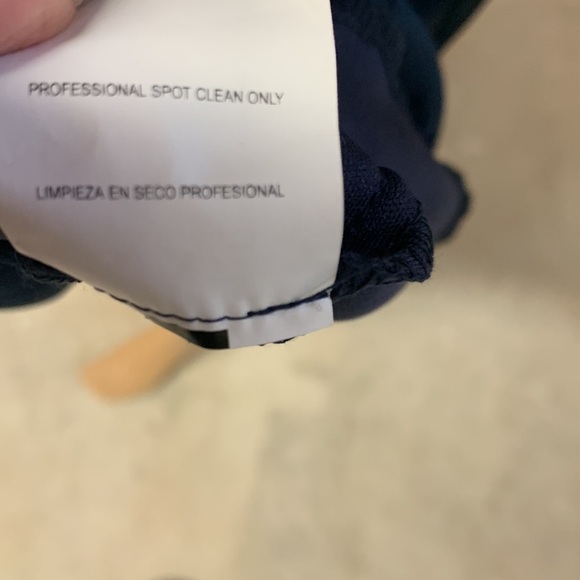 PROFESSIONAL SPOT CLEAN ONLY
LIMPIEZA EN SECO PROFESIONAL